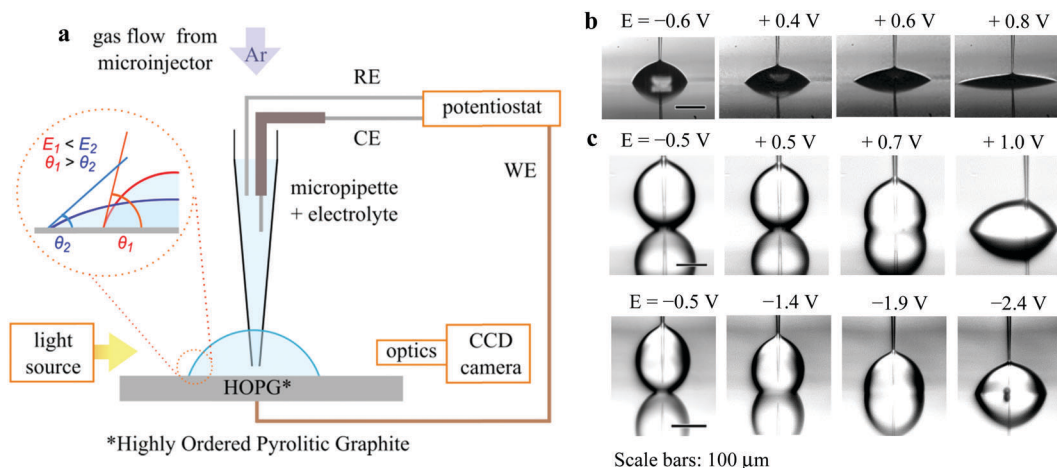 a
gas flow from
microinjector
Ar
RE
potentiostat
CE
WE
E₁ < E₂
θ₁ > θ₂
micropipette
+ electrolyte
θ₂
θ₁
light
source
optics
CCD
camera
HOPG*
*Highly Ordered Pyrolitic Graphite
b
E = −0.6 V
+ 0.4 V
+ 0.6 V
+ 0.8 V
c
E = −0.5 V
+ 0.5 V
+ 0.7 V
+ 1.0 V
E = −0.5 V
−1.4 V
−1.9 V
−2.4 V
Scale bars: 100 μm